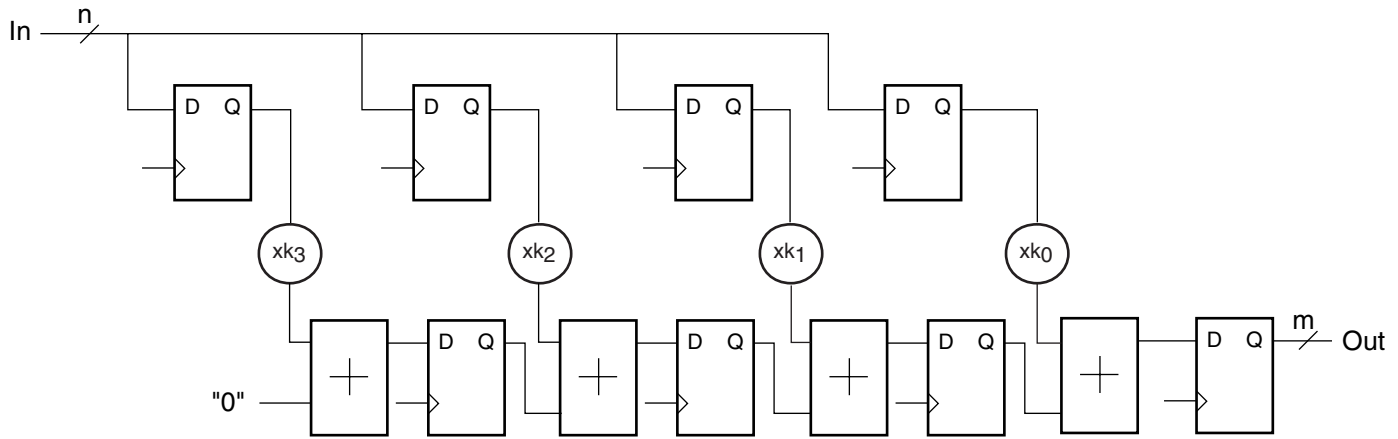 n
In
D Q D Q D Q D Q
xk3 xk2 xk1 xk0
m
D Q D Q D Q D Q Out
+ + + +
"0"